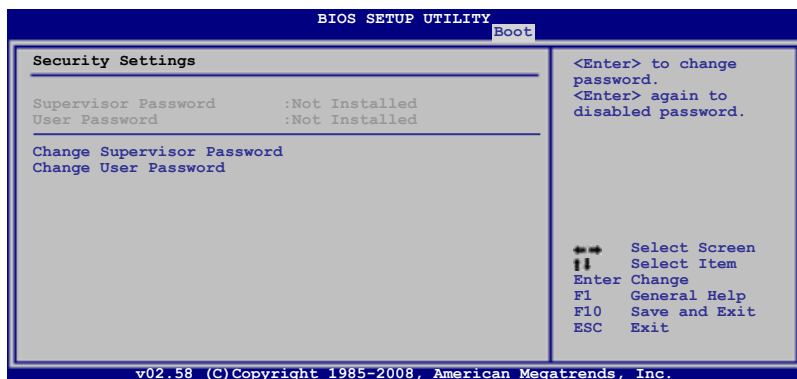 BIOS SETUP UTILITY
Boot
Security Settings
Supervisor Password :Not Installed
User Password :Not Installed
Change Supervisor Password
Change User Password
<Enter> to change
password.
<Enter> again to
disabled password.
←→ Select Screen
↑↓ Select Item
Enter Change
F1 General Help
F10 Save and Exit
ESC Exit
v02.58 (C)Copyright 1985-2008, American Megatrends, Inc.